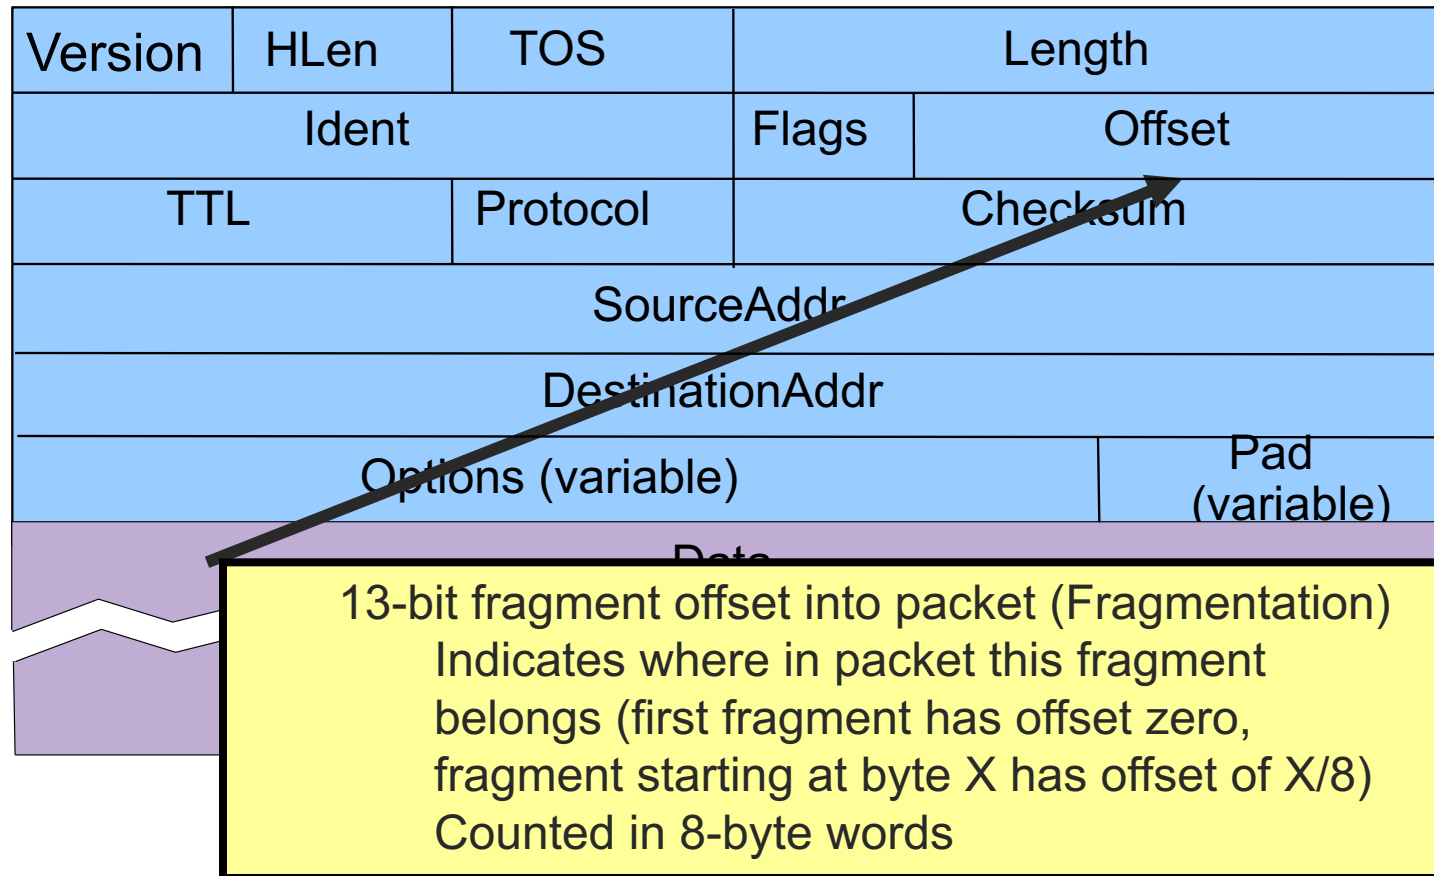 Version HLen TOS Length
Ident Flags Offset
TTL Protocol Checksum
SourceAddr
DestinationAddr
Options (variable) Pad
(variable)
Data
13-bit fragment offset into packet (Fragmentation)
Indicates where in packet this fragment
belongs (first fragment has offset zero,
fragment starting at byte X has offset of X/8)
Counted in 8-byte words